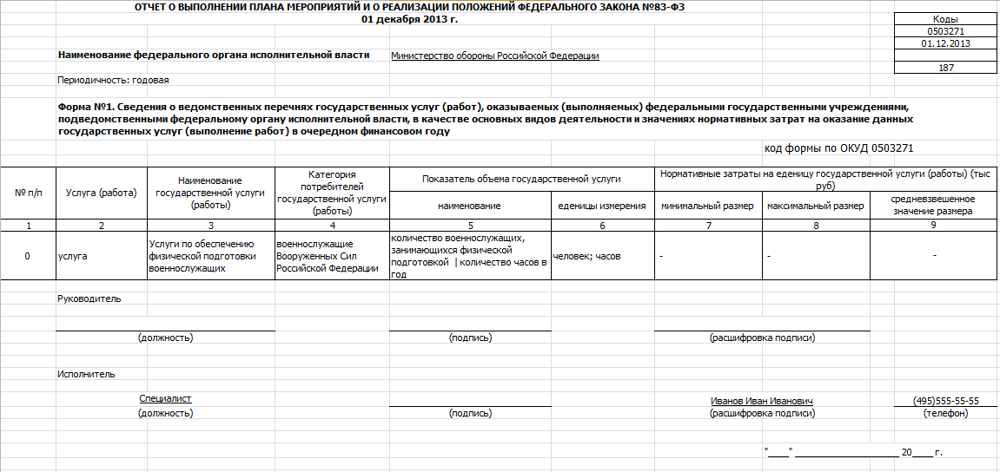 ОТЧЕТ О ВЫПОЛНЕНИИ ПЛАНА МЕРОПРИЯТИЙ И О РЕАЛИЗАЦИИ ПОЛОЖЕНИЙ ФЕДЕРАЛЬНОГО ЗАКОНА №83-ФЗ
01 декабря 2013 г.
Коды
0503271
01.12.2013
Наименование федерального органа исполнительной власти Министерство обороны Российской Федерации
187
Периодичность: годовая
Форма №1. Сведения о ведомственных перечнях государственных услуг (работ), оказываемых (выполняемых) федеральными государственными учреждениями,
подведомственными федеральному органу исполнительной власти, в качестве основных видов деятельности и значениях нормативных затрат на оказание данных
государственных услуг (выполнение работ) в очередном финансовом году
код формы по ОКУД 0503271
№ п/п
Услуга (работа)
Наименование
государственной услуги
(работы)
Категория
потребителей
государственной услуги
(работы)
Показатель объема государственной услуги
наименование
еденицы измерения
Нормативные затраты на единицу государственной услуги (работы) (тыс
руб)
минимальный размер
максимальный размер
средневзвешенное
значение размера
1 2 3 4 5 6 7 8 9
0
услуга
Услуги по обеспечению
физической подготовки
военнослужащих
военнослужащие
Вооруженных Сил
Российской Федерации
количество военнослужащих,
занимающихся физической
подготовкой | количество часов в
год
человек; часов
- - -
Руководитель
(должность) (подпись) (расшифровка подписи)
Исполнитель
Специалист Иванов Иван Иванович (495)555-55-55
(должность) (подпись) (расшифровка подписи) (телефон)
"____" ____________________ 20____ г.